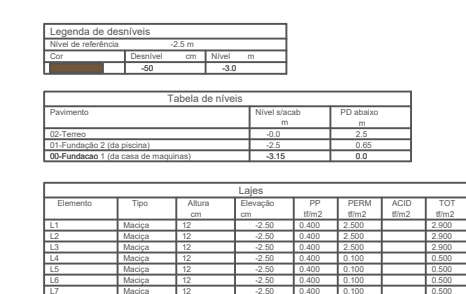 Legenda de desníveis
Nível de referência -2.5 m
Cor Desnível cm Nível m
-50 -3.0
Tabela de níveis
Pavimento Nível s/acab m PD abaixo m
02-Terreo -0.0 2.5
01-Fundação 2 (da piscina) -2.5 0.65
00-Fundacao 1 (da casa de maquinas) -3.15 0.0
Lajes
Elemento Tipo Altura cm Elevação cm PP tf/m2 PERM tf/m2 ACID tf/m2 TOT tf/m2
L1 Maciça 12 -2.50 0.400 2.500 2.900
L2 Maciça 12 -2.50 0.400 2.500 2.900
L3 Maciça 12 -2.50 0.400 2.500 2.900
L4 Maciça 12 -2.50 0.400 0.100 0.500
L5 Maciça 12 -2.50 0.400 0.100 0.500
L6 Maciça 12 -2.50 0.400 0.100 0.500
L7 Maciça 12 -2.50 0.400 0.100 0.500